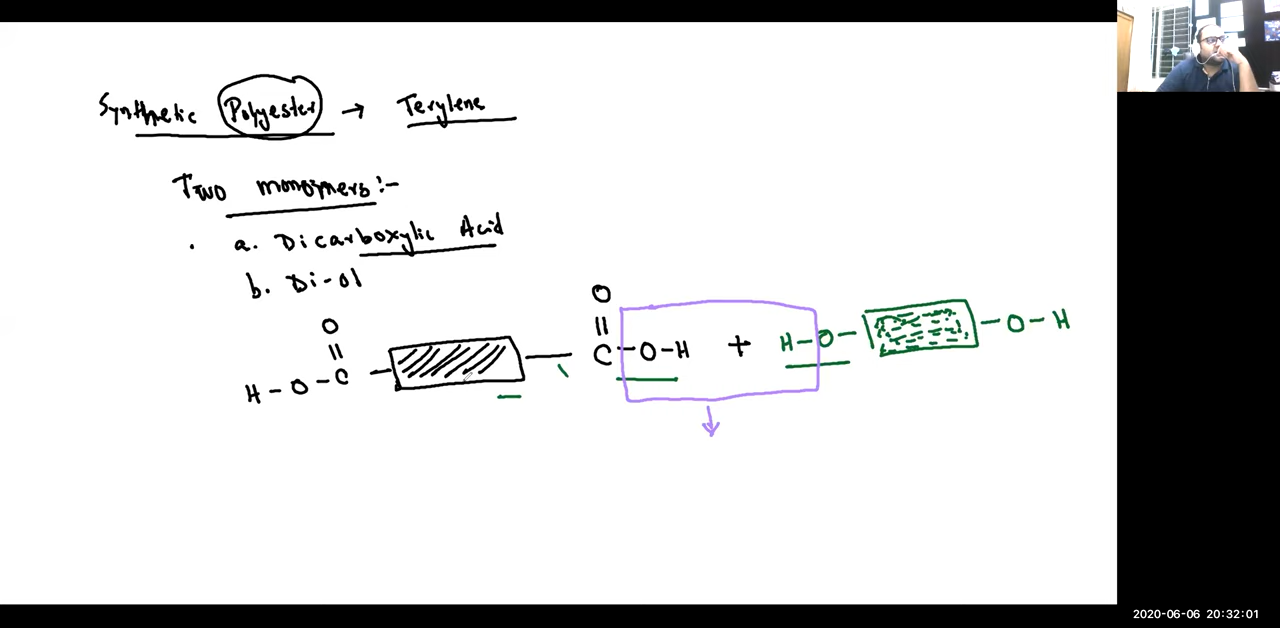 Synthetic Polyester → Terylene
Two monomers :-
a. Dicarboxylic Acid
b. Di-ol
O O
H - O - C C - O - H + H - O - - O - H
2020-06-06 20:32:01